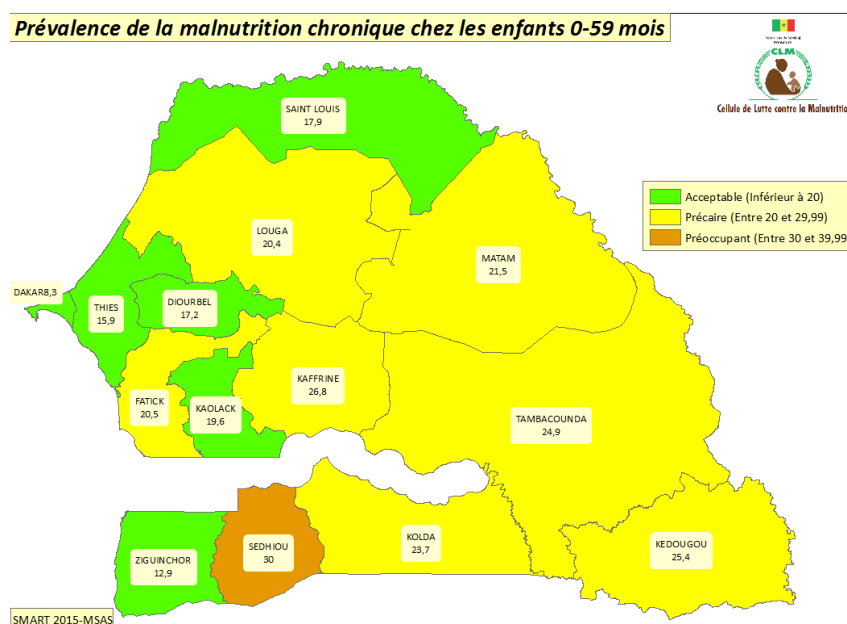 Prévalence de la malnutrition chronique chez les enfants 0-59 mois
CLM
Cellule de Lutte contre la Malnutrition
SAINT LOUIS
17,9
Acceptable (Inférieur à 20)
Précaire (Entre 20 et 29,99)
Préoccupant (Entre 30 et 39,99
LOUGA
20,4
MATAM
21,5
DAKAR8,3
THIES
15,9
DIOURBEL
17,2
KAFFRINE
26,8
FATICK
20,5
KAOLACK
19,6
TAMBACOUNDA
24,9
ZIGUINCHOR
12,9
SEDHIOU
30
KOLDA
23,7
KEDOUGOU
25,4
SMART 2015-MSAS